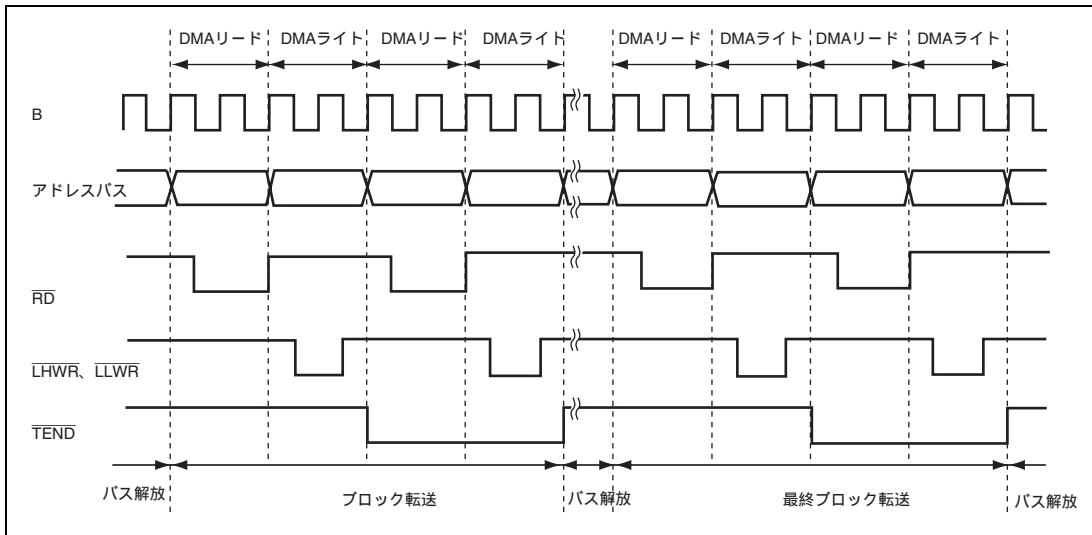 DMAリード DMAライト DMAリード DMAライト DMAリード DMAライト DMAリード DMAライト
B
アドレスバス
RD
LHWR、LLWR
TEND
バス解放 ブロック転送 バス解放 最終ブロック転送 バス解放